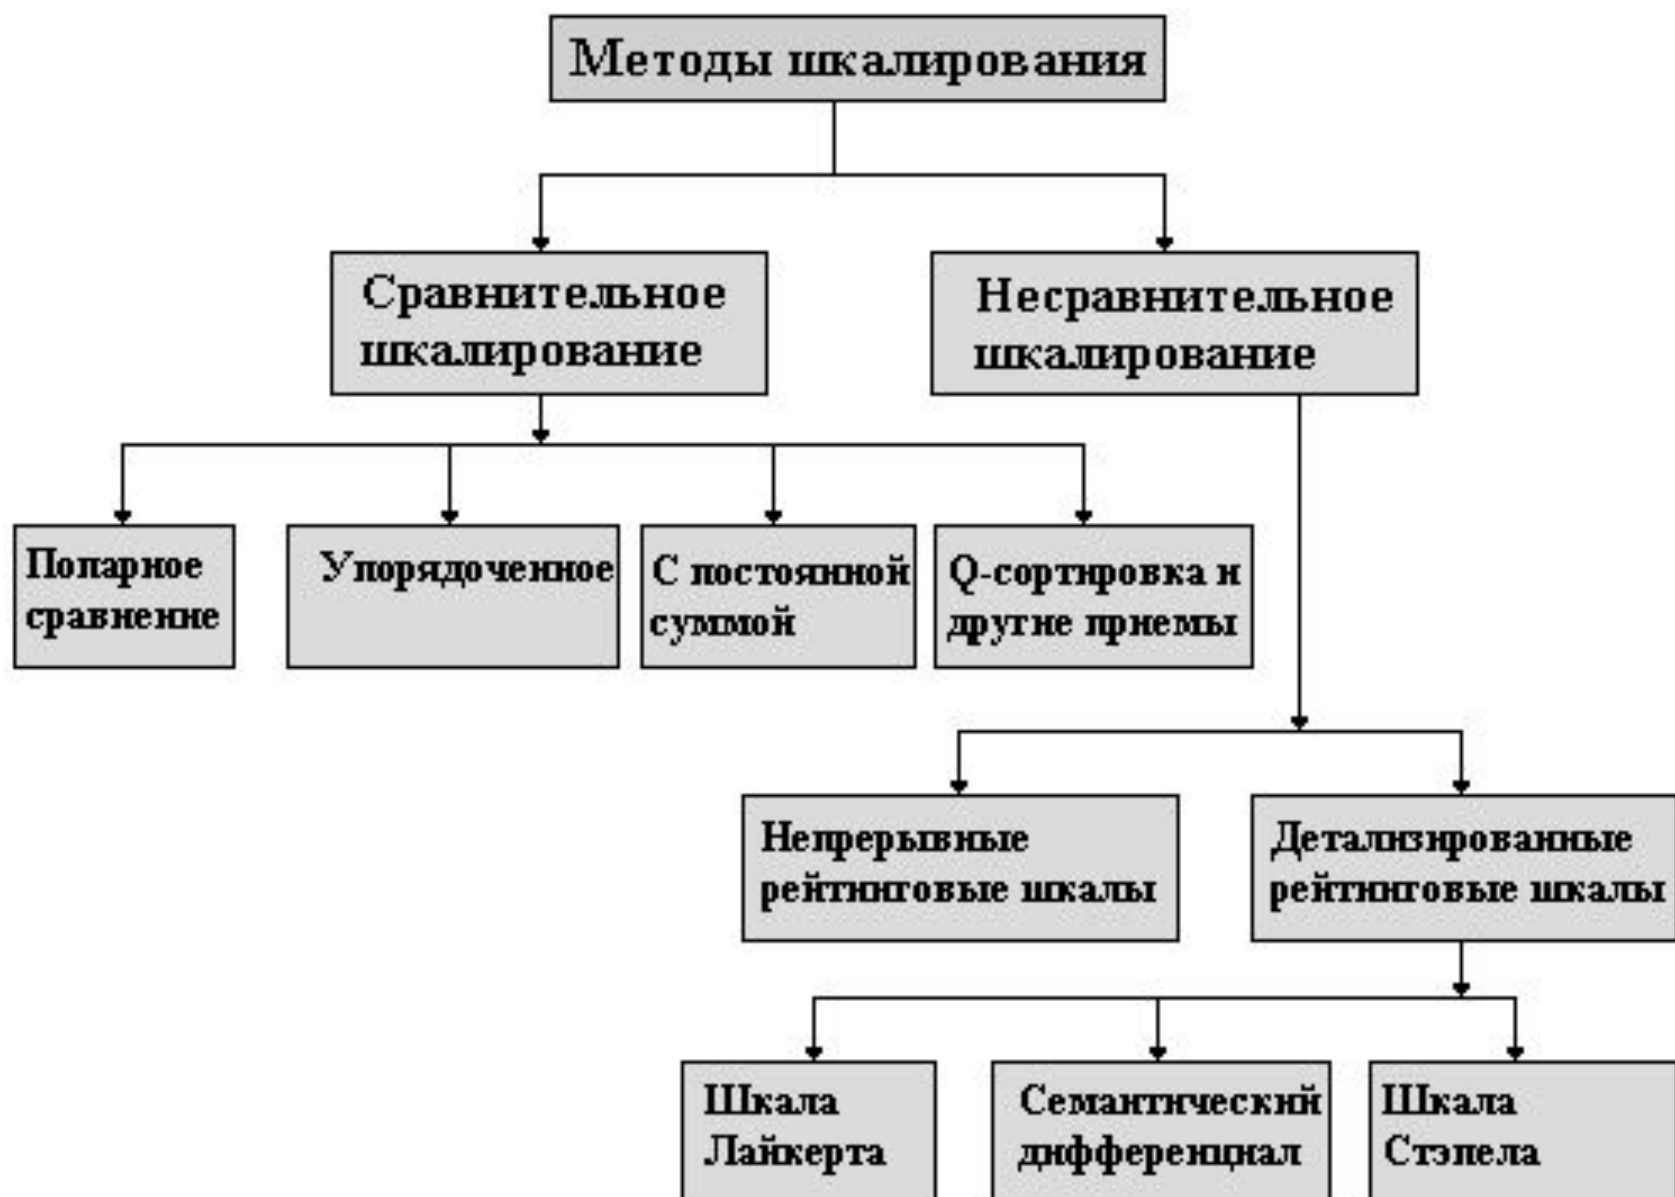 Методы шкалирования
Сравнительное
шкалирование
Несравнительное
шкалирование
Попарное
сравнение
Упорядоченное
С постоянной
суммой
Q-сортировка и
другие приемы
Непрерывные
рейтинговые шкалы
Детализированные
рейтинговые шкалы
Шкала
Лайкерта
Семантический
дифференциал
Шкала
Стэпела